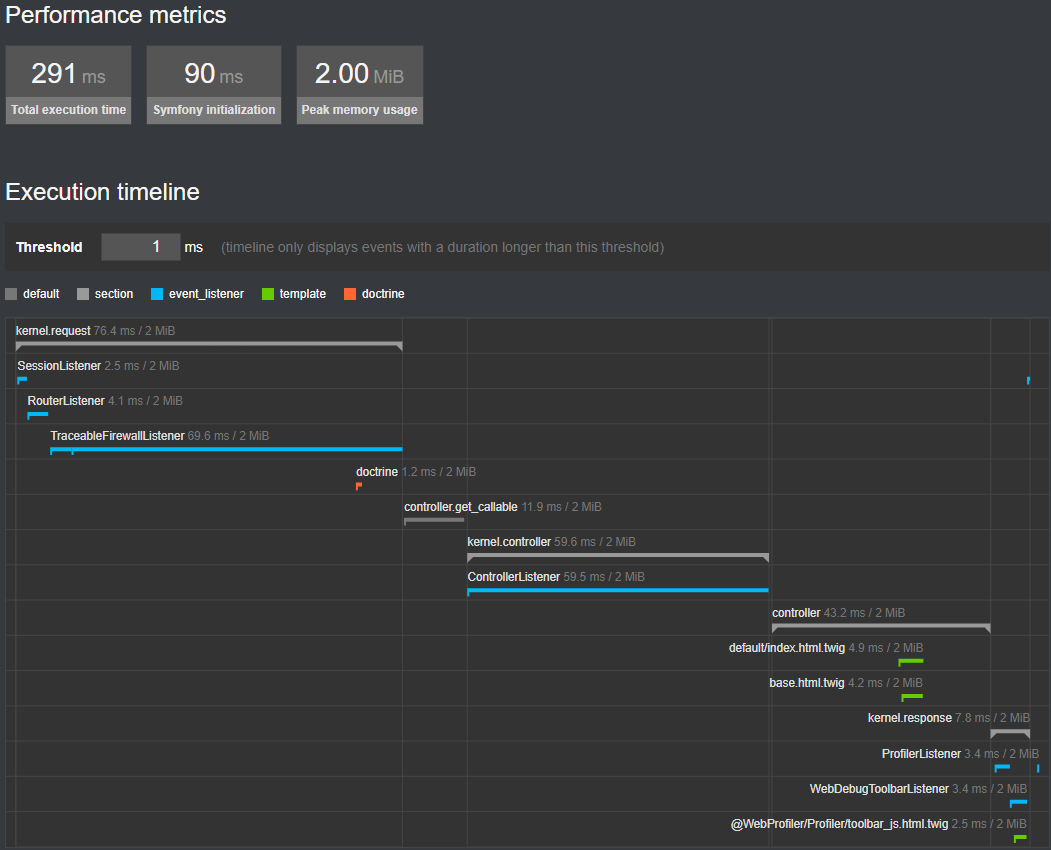 Performance metrics
291 ms 90 ms 2.00 MiB
Total execution time Symfony initialization Peak memory usage
Execution timeline
Threshold 1 ms (timeline only displays events with a duration longer than this threshold)
default section event_listener template doctrine
kernel.request 76.4 ms / 2 MiB
SessionListener 2.5 ms / 2 MiB
RouterListener 4.1 ms / 2 MiB
TraceableFirewallListener 69.6 ms / 2 MiB
doctrine 1.2 ms / 2 MiB
controller.get_callable 11.9 ms / 2 MiB
kernel.controller 59.6 ms / 2 MiB
ControllerListener 59.5 ms / 2 MiB
controller 43.2 ms / 2 MiB
default/index.html.twig 4.9 ms / 2 MiB
base.html.twig 4.2 ms / 2 MiB
kernel.response 7.8 ms / 2 MiB
ProfilerListener 3.4 ms / 2 MiB
WebDebugToolbarListener 3.4 ms / 2 MiB
@WebProfiler/Profiler/toolbar_js.html.twig 2.5 ms / 2 MiB